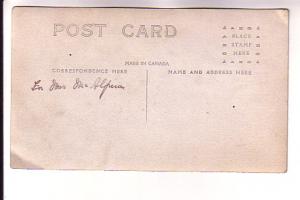 POST CARD
PLACE
STAMP
HERE
MADE IN CANADA
CORRESPONDENCE HERE
NAME AND ADDRESS HERE